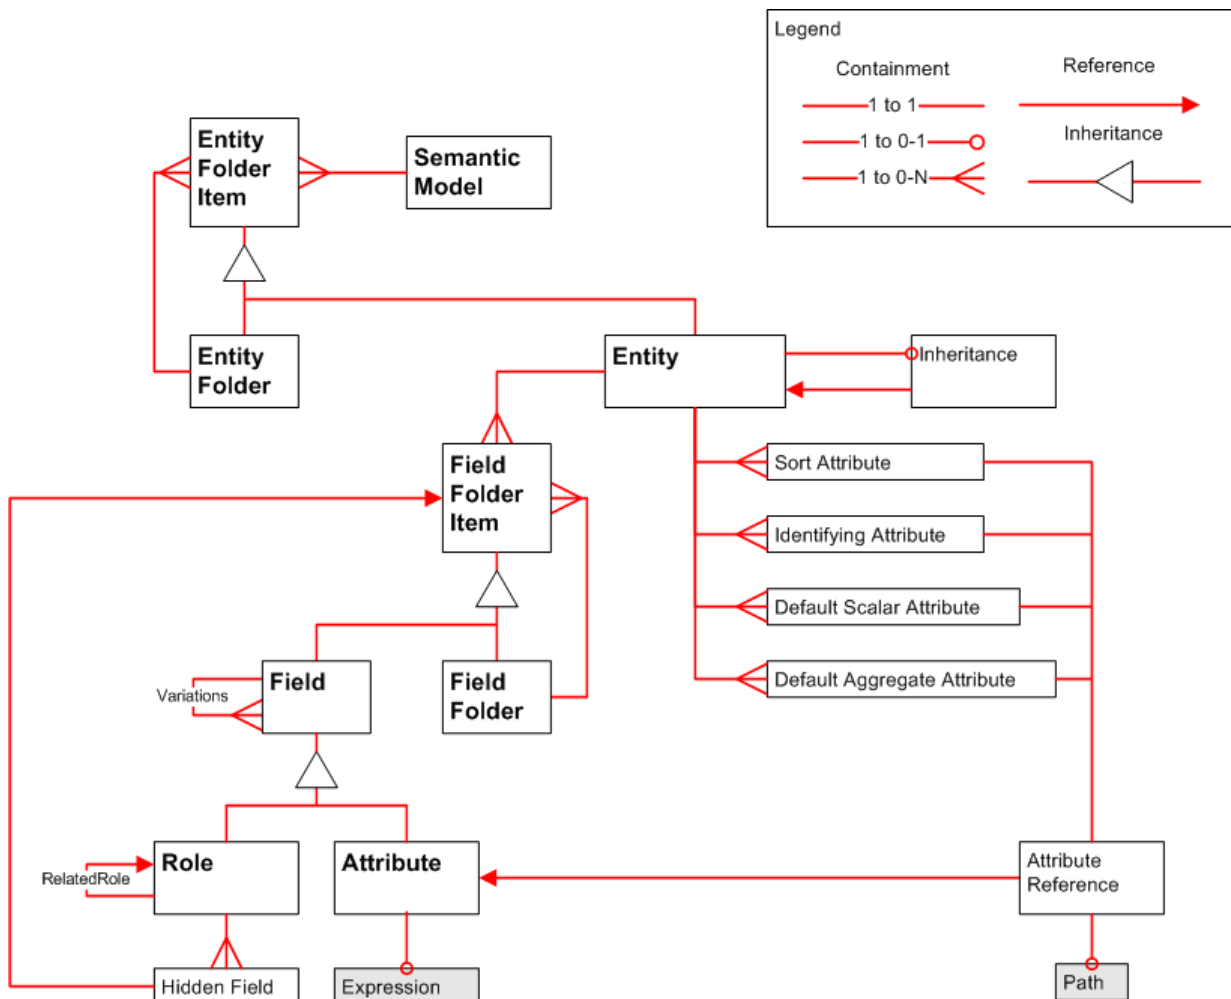 Legend
Containment
Reference
1 to 1
Inheritance
1 to 0-1
1 to 0-N
Entity
Folder
Item
Semantic
Model
Entity
Folder
Entity
Inheritance
Field
Folder
Item
Sort Attribute
Identifying Attribute
Default Scalar Attribute
Default Aggregate Attribute
Variations
Field
Field
Folder
Role
RelatedRole
Attribute
Attribute
Reference
Hidden Field
Expression
Path